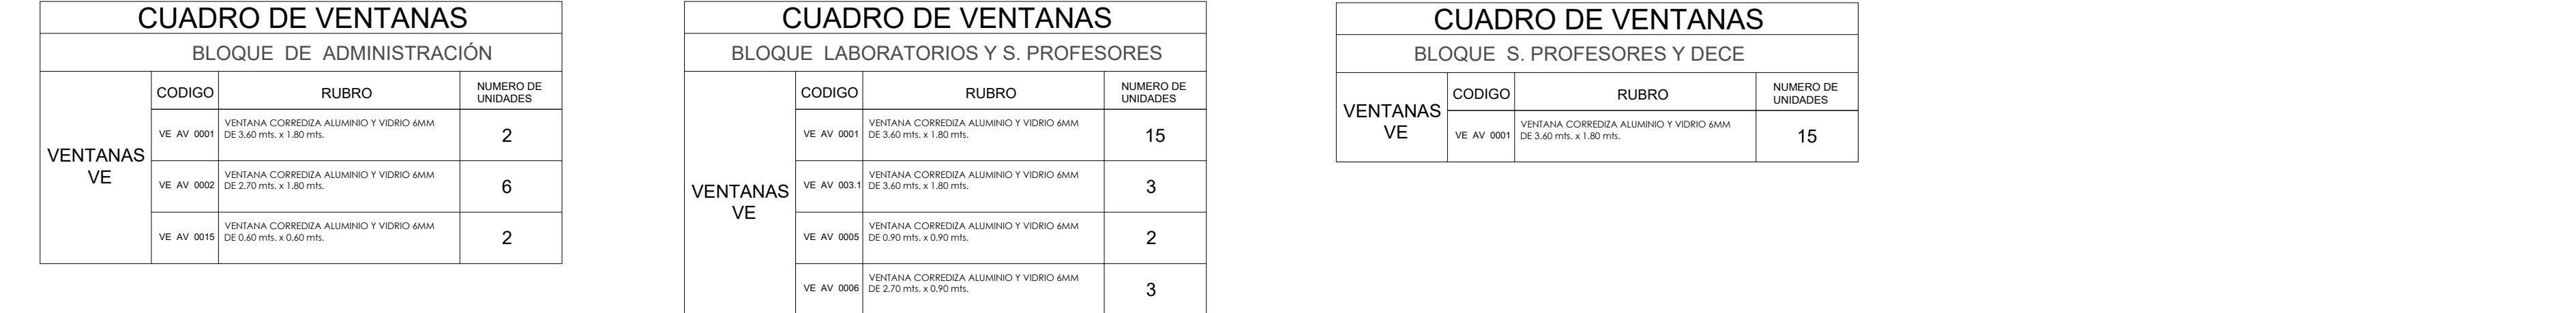 CUADRO DE VENTANAS
BLOQUE DE ADMINISTRACIÓN
CODIGO
RUBRO
NUMERO DE
UNIDADES
VENTANAS
VE
VE AV 0001
VENTANA CORREDIZA ALUMINIO Y VIDRIO 6MM
DE 3.60 mts. x 1.80 mts.
2
VE AV 0002
VENTANA CORREDIZA ALUMINIO Y VIDRIO 6MM
DE 2.70 mts. x 1.80 mts.
6
VE AV 0015
VENTANA CORREDIZA ALUMINIO Y VIDRIO 6MM
DE 0.60 mts. x 0.60 mts.
2
CUADRO DE VENTANAS
BLOQUE LABORATORIOS Y S. PROFESORES
CODIGO
RUBRO
NUMERO DE
UNIDADES
VENTANAS
VE
VE AV 0001
VENTANA CORREDIZA ALUMINIO Y VIDRIO 6MM
DE 3.60 mts. x 1.80 mts.
15
VE AV 003.1
VENTANA CORREDIZA ALUMINIO Y VIDRIO 6MM
DE 3.60 mts. x 1.80 mts.
3
VE AV 0005
VENTANA CORREDIZA ALUMINIO Y VIDRIO 6MM
DE 0.90 mts. x 0.90 mts.
2
VE AV 0006
VENTANA CORREDIZA ALUMINIO Y VIDRIO 6MM
DE 2.70 mts. x 0.90 mts.
3
CUADRO DE VENTANAS
BLOQUE S. PROFESORES Y DECE
CODIGO
RUBRO
NUMERO DE
UNIDADES
VENTANAS
VE
VE AV 0001
VENTANA CORREDIZA ALUMINIO Y VIDRIO 6MM
DE 3.60 mts. x 1.80 mts.
15